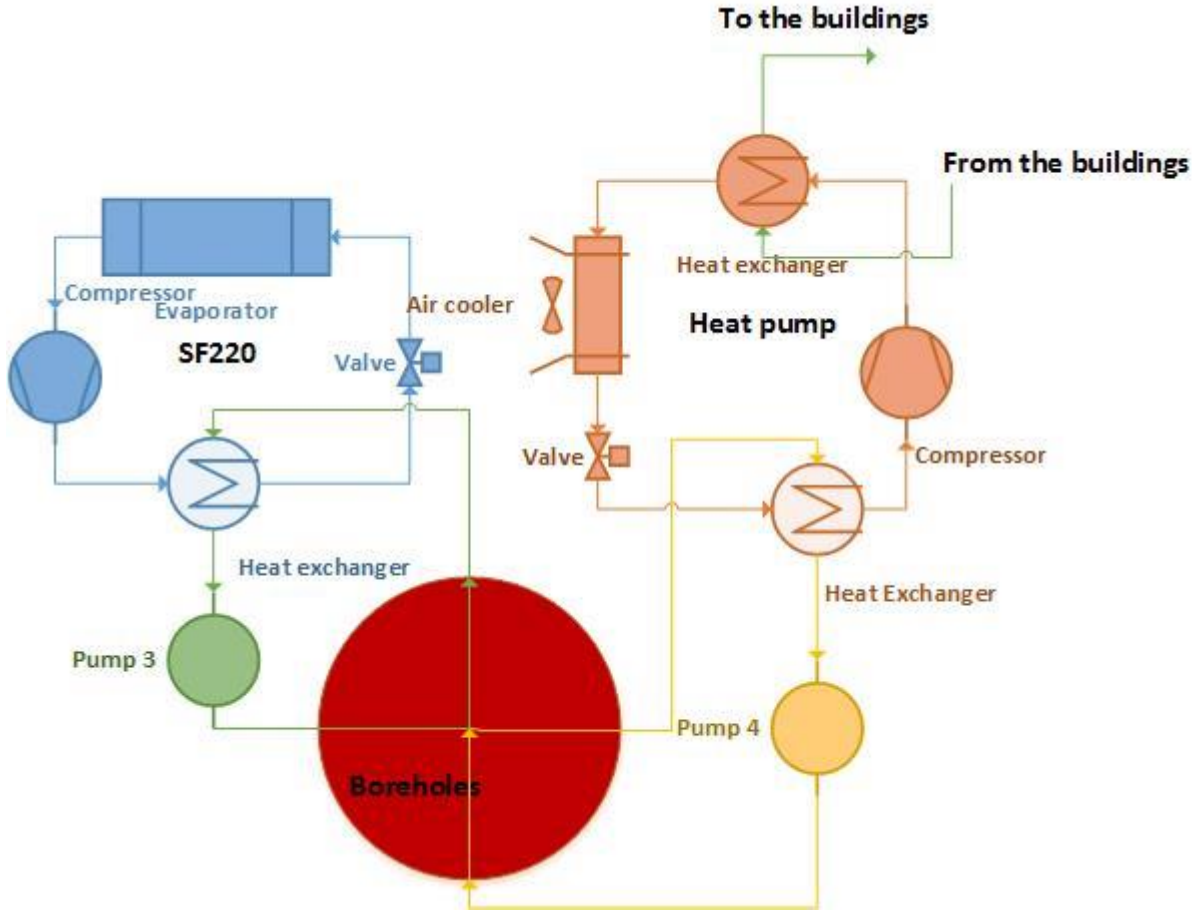 To the buildings
From the buildings
Heat exchanger
Compressor
Evaporator
Air cooler
SF220
Heat pump
Valve
Valve
Compressor
Heat exchanger
Heat Exchanger
Pump 3
Pump 4
Boreholes